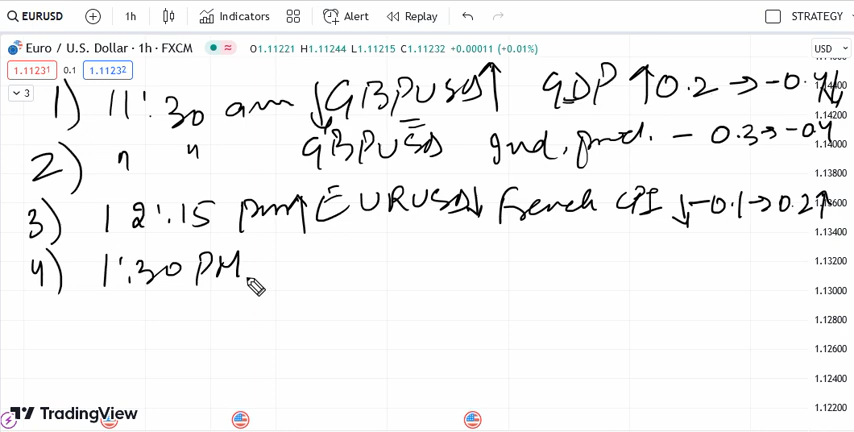 EURUSD 1h Indicators Alert Replay STRATEGY
Euro / U.S. Dollar · 1h · FXCM O1.11221 H1.11244 L1.11215 C1.11232 +0.00011 (+0.01%) USD
1.11231 0.1 1.11232
3
1) 11:30 am ↓GBPUSD↑ GDP ↑0.2 → -0.4↓
1.14400
1.14200
2) " " GBPUSD Ind. prod. - 0.3→-0.4
1.14000
3) 12:15 pm ↑EURUSD↓ French CPI ↓-0.1→0.2↑
1.13600
1.13400
4) 1:30 PM
1.13200
1.13000
1.12800
1.12600
1.12400
1.12200
TradingView